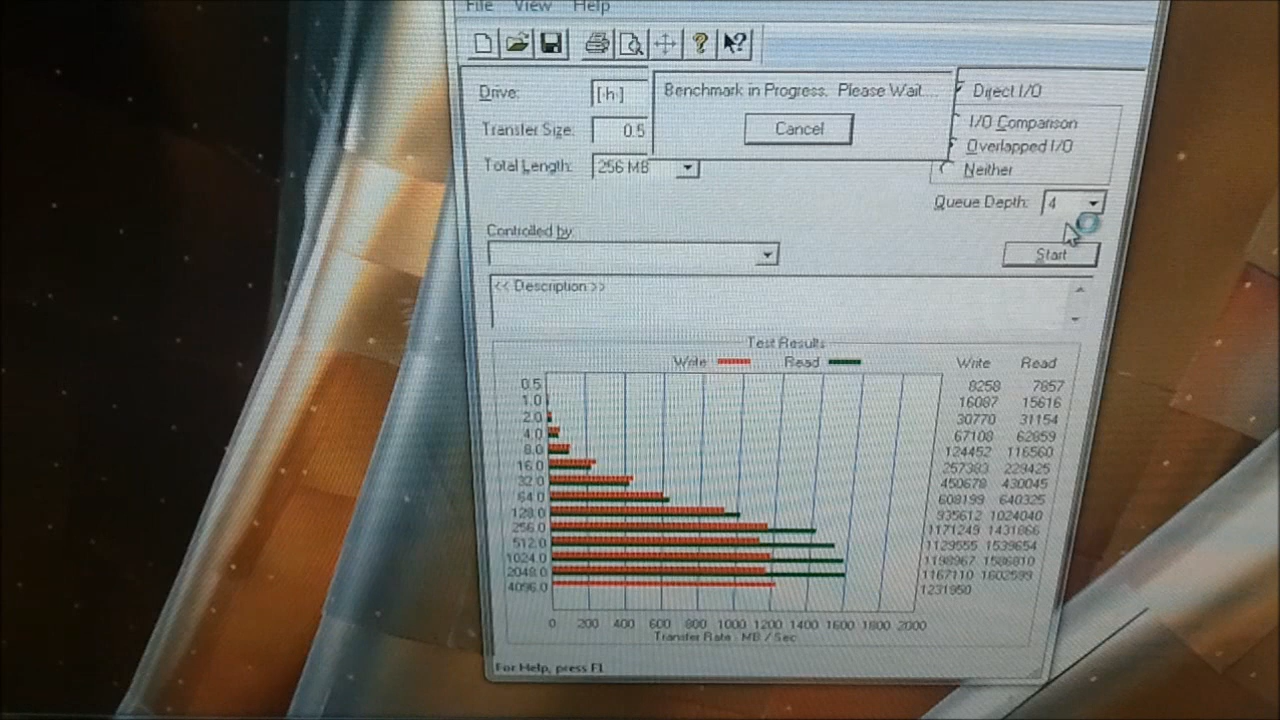 File View Help
Drive: [-h-]
Benchmark in Progress. Please Wait...
Cancel
Direct I/O
Transfer Size: 0.5
I/O Comparison
Overlapped I/O
Total Length: 256 MB
Neither
Queue Depth: 4
Controlled by:
Start
<< Description >>
Test Results
Write Read Write Read
0.5 8258 7857
1.0 16087 15616
2.0 30770 31154
4.0 67108 62859
8.0 124452 116560
16.0 257383 229425
32.0 450678 430045
64.0 608199 640325
128.0 935612 1024040
256.0 1171249 1431866
512.0 1129555 1539654
1024.0 1198967 1586810
2048.0 1167110 1602599
4096.0 1231950
0 200 400 600 800 1000 1200 1400 1600 1800 2000
Transfer Rate - MB / Sec
For Help, press F1